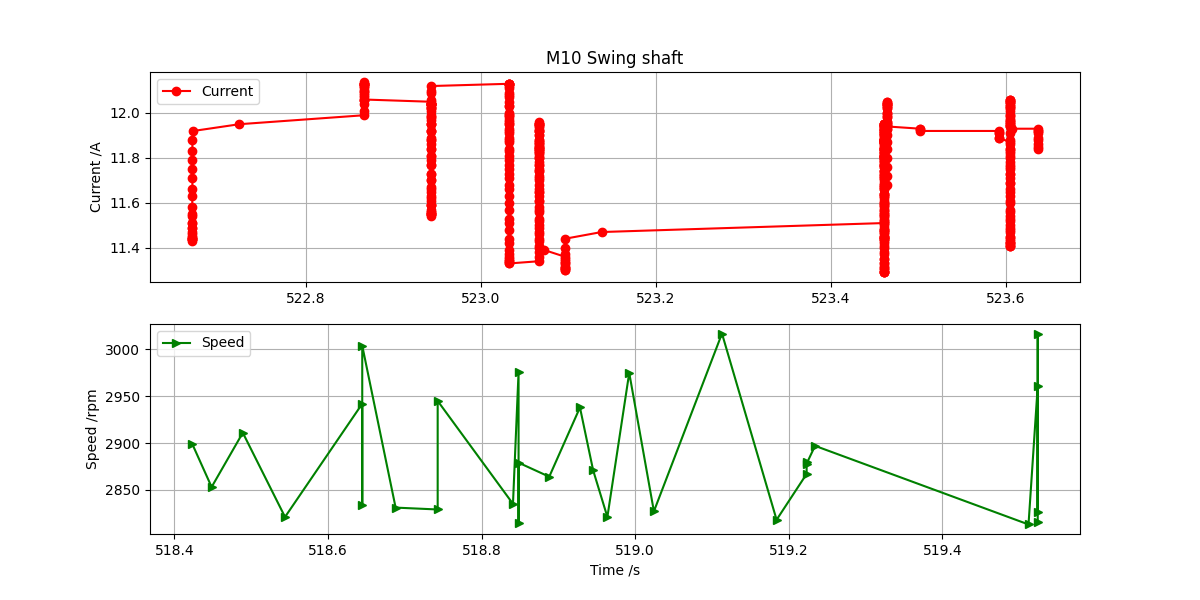 M10 Swing shaft
Current
Current /A
12.0
11.8
11.6
11.4
522.8 523.0 523.2 523.4 523.6
Speed
Speed /rpm
3000
2950
2900
2850
518.4 518.6 518.8 519.0 519.2 519.4
Time /s